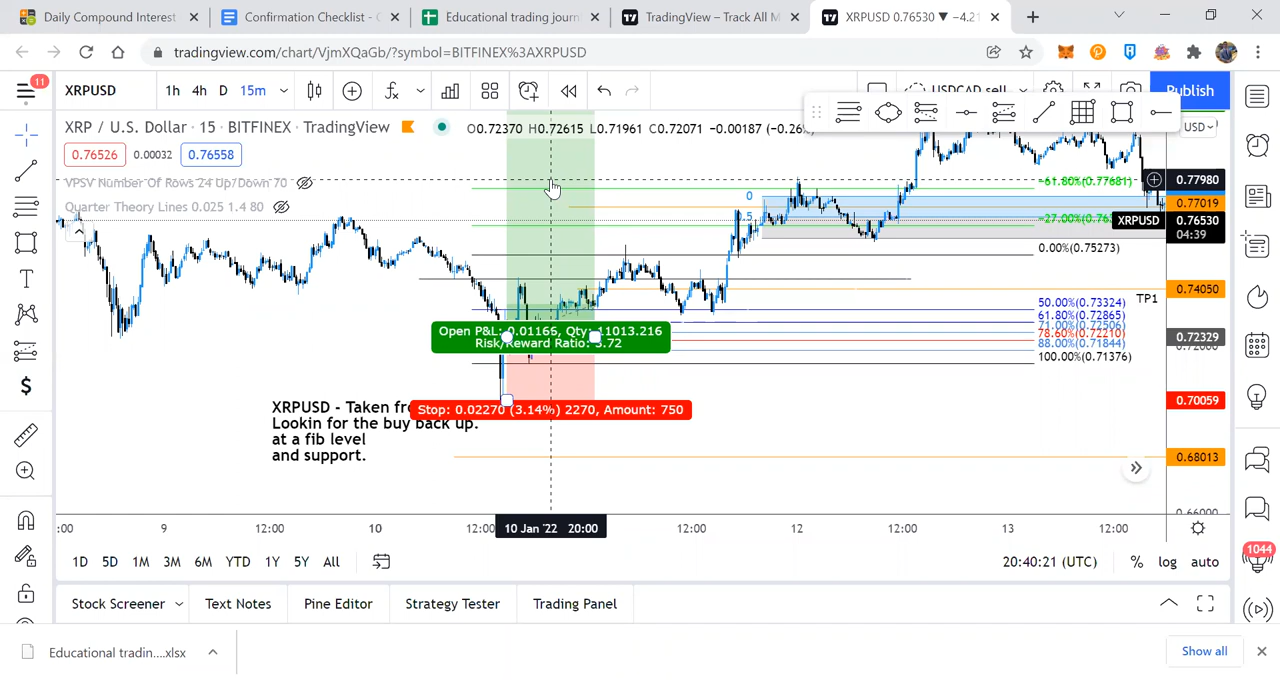 Daily Compound Interest
Confirmation Checklist - G
Educational trading journ
TradingView – Track All M
XRPUSD 0.76530 ▼ −4.21
tradingview.com/chart/VjmXQaGb/?symbol=BITFINEX%3AXRPUSD
11
XRPUSD
1h 4h D 15m
USDCAD sell
Publish
XRP / U.S. Dollar · 15 · BITFINEX · TradingView
O0.72370 H0.72615 L0.71961 C0.72071 −0.00187
USD
0.76526 0.00032 0.76558
VPSV Number Of Rows 24 Up/Down 70
Quarter Theory Lines 0.025 1.4 80
-61.80%(0.77681)
0.77980
0
0.77019
XRPUSD
0.76530
04:39
0.00%(0.75273)
0.74050
TP1
50.00%(0.73324)
61.80%(0.72865)
71.00%(0.72506)
78.60%(0.72210)
88.00%(0.71844)
100.00%(0.71376)
0.72329
Open P&L: 0.01166, Qty: 11013.216
Risk/Reward Ratio: 3.72
0.70059
XRPUSD - Taken
Stop: 0.02270 (3.14%) 2270, Amount: 750
Lookin for the buy back up.
at a fib level
and support.
0.68013
:00 9 12:00 10 12:00 10 Jan '22 20:00 12:00 12 12:00 13 12:00
1D 5D 1M 3M 6M YTD 1Y 5Y All
20:40:21 (UTC) % log auto
1044
Stock Screener Text Notes Pine Editor Strategy Tester Trading Panel
Educational tradin....xlsx
Show all